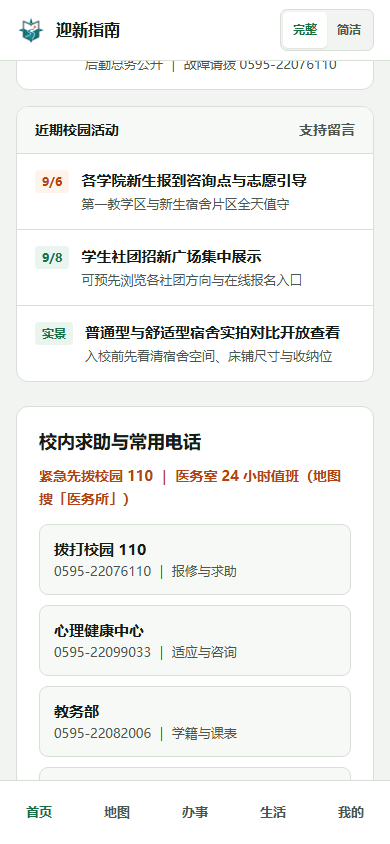 迎新指南
完整 简洁
后勤总务公开 | 故障请拨 0595-22076110
近期校园活动 支持留言
9/6 各学院新生报到咨询点与志愿引导
第一教学区与新生宿舍片区全天值守
9/8 学生社团招新广场集中展示
可预先浏览各社团方向与在线报名入口
实景 普通型与舒适型宿舍实拍对比开放查看
入校前先看清宿舍空间、床铺尺寸与收纳位
校内求助与常用电话
紧急先拨校园 110 | 医务室 24 小时值班（地图
搜「医务所」）
拨打校园 110
0595-22076110 | 报修与求助
心理健康中心
0595-22099033 | 适应与咨询
教务部
0595-22082006 | 学籍与课表
首页 地图 办事 生活 我的